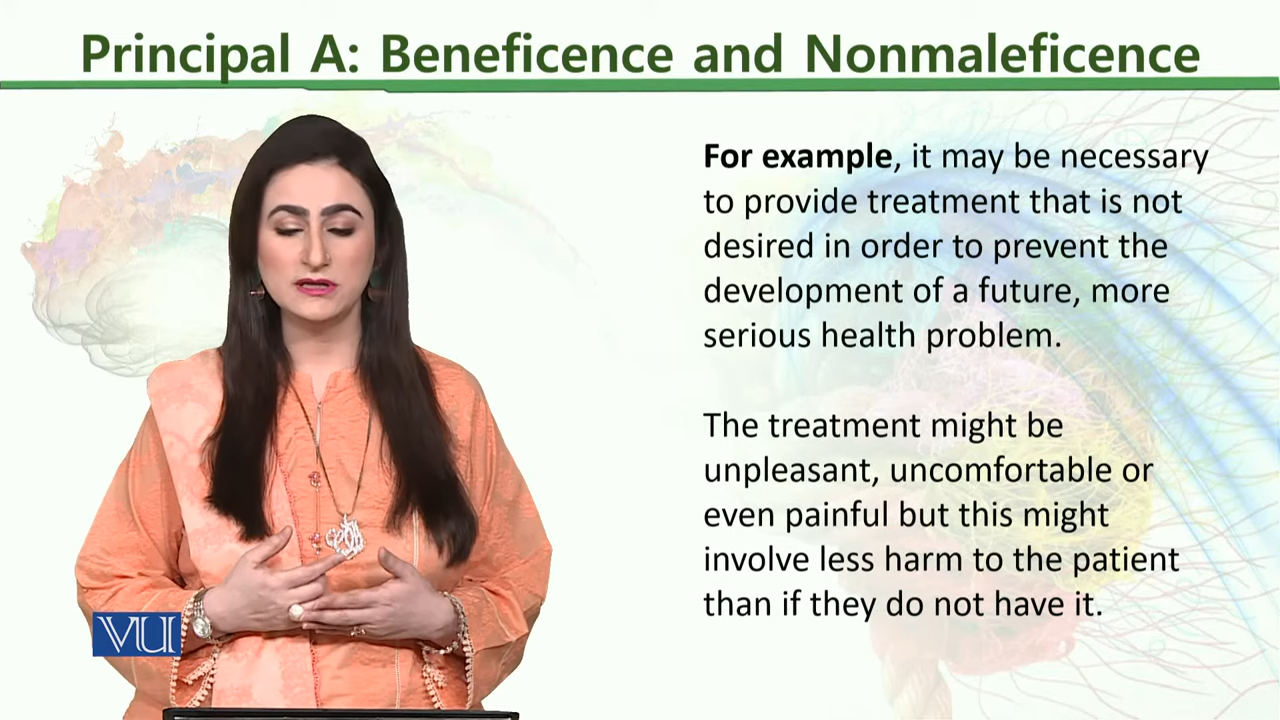 Principal A: Beneficence and Nonmaleficence
For example, it may be necessary
to provide treatment that is not
desired in order to prevent the
development of a future, more
serious health problem.
The treatment might be
unpleasant, uncomfortable or
even painful but this might
involve less harm to the patient
than if they do not have it.
VU